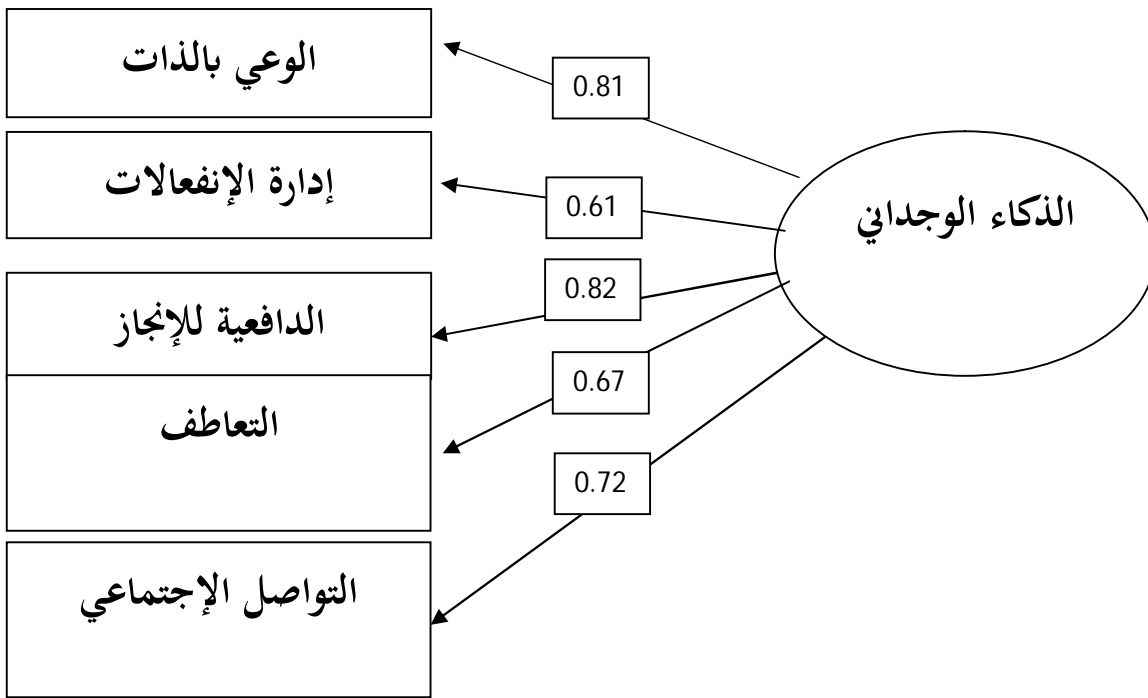 الوعي بالذات
0.81
إدارة الإنفعالات
0.61
الذكاء الوجداني
الدافعية للإنجاز
0.82
التعاطف
0.67
0.72
التواصل الإجتماعي